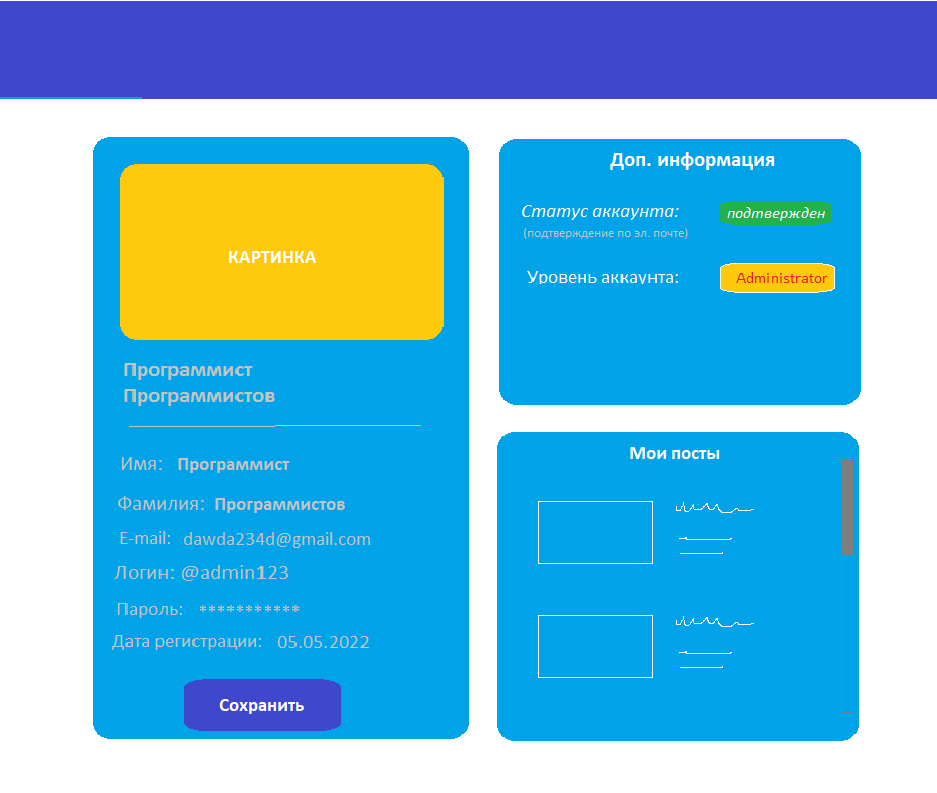 КАРТИНКА
Программист
Программистов
Имя: Программист
Фамилия: Программистов
E-mail: dawda234d@gmail.com
Логин: @admin123
Пароль: ***********
Дата регистрации: 05.05.2022
Сохранить
Доп. информация
Статус аккаунта: подтвержден
(подтверждение по эл. почте)
Уровень аккаунта: Administrator
Мои посты